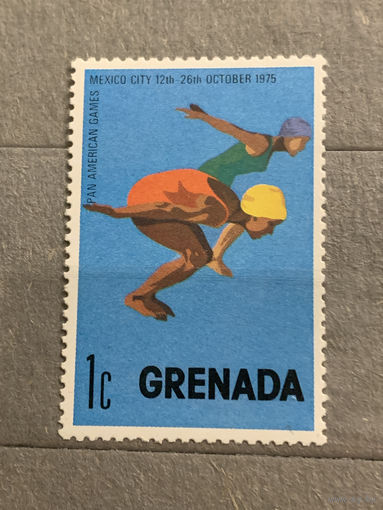 MEXICO CITY 12th-26th OCTOBER 1975
PAN AMERICAN GAMES
1c GRENADA